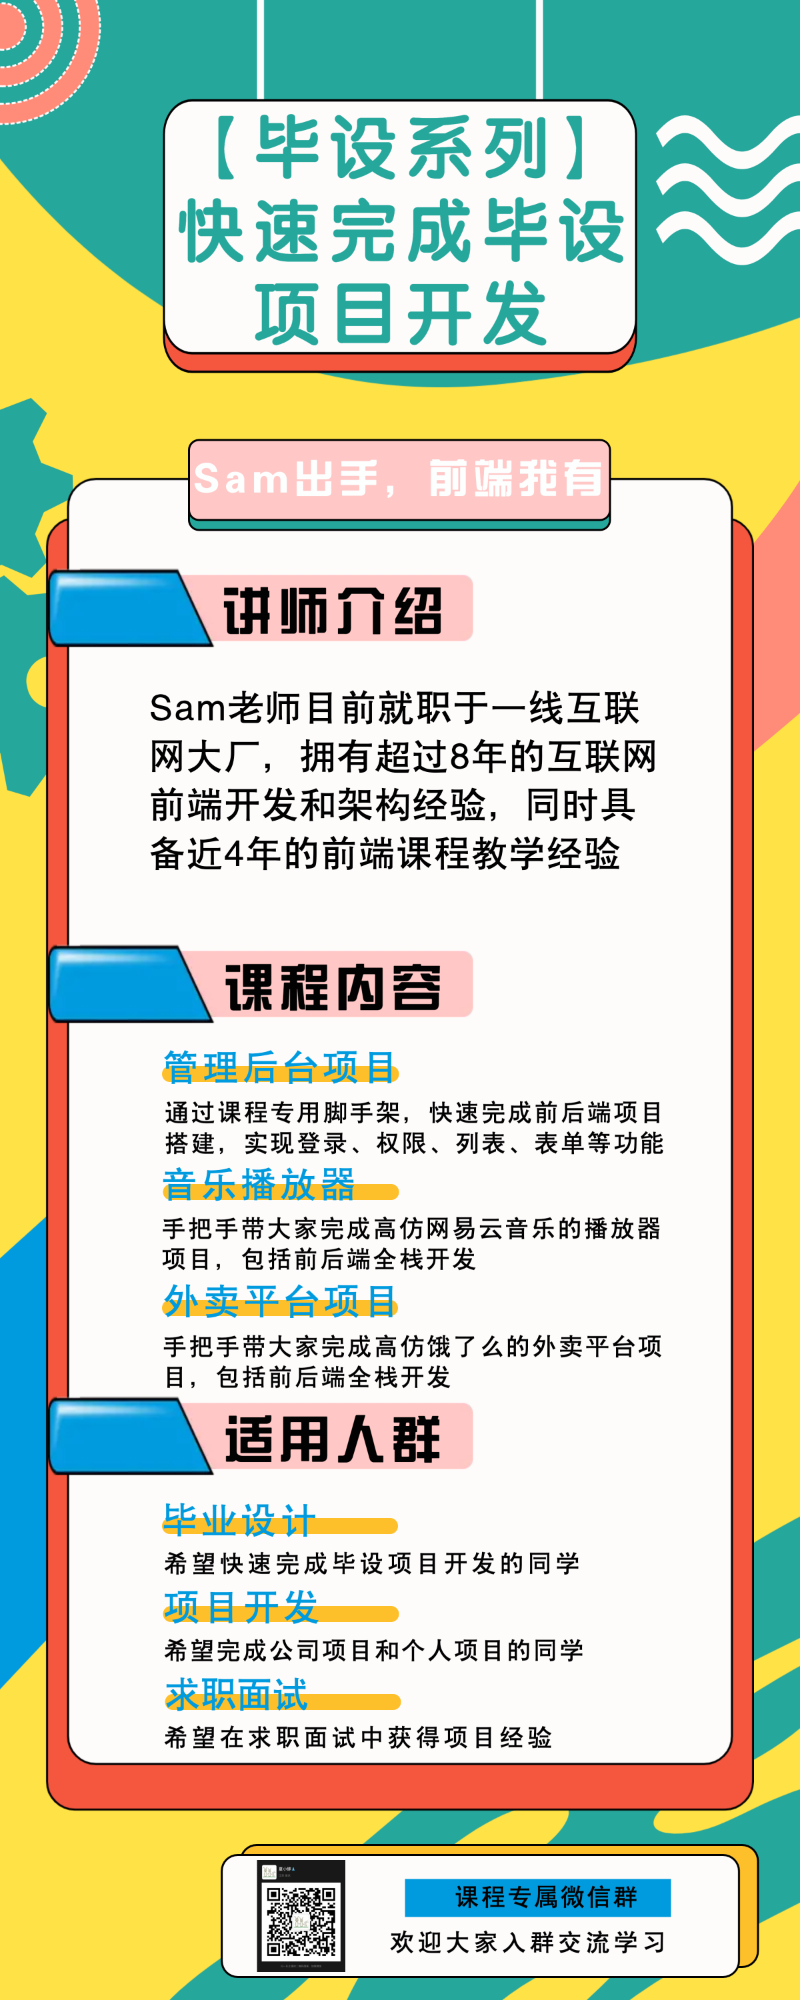 【毕设系列】
快速完成毕设
项目开发
Sam出手，前端我有
讲师介绍
Sam老师目前就职于一线互联
网大厂，拥有超过8年的互联网
前端开发和架构经验，同时具
备近4年的前端课程教学经验
课程内容
管理后台项目
通过课程专用脚手架，快速完成前后端项目
搭建，实现登录、权限、列表、表单等功能
音乐播放器
手把手带大家完成高仿网易云音乐的播放器
项目，包括前后端全栈开发
外卖平台项目
手把手带大家完成高仿饿了么的外卖平台项
目，包括前后端全栈开发
适用人群
毕业设计
希望快速完成毕设项目开发的同学
项目开发
希望完成公司项目和个人项目的同学
求职面试
希望在求职面试中获得项目经验
课程专属微信群
欢迎大家入群交流学习